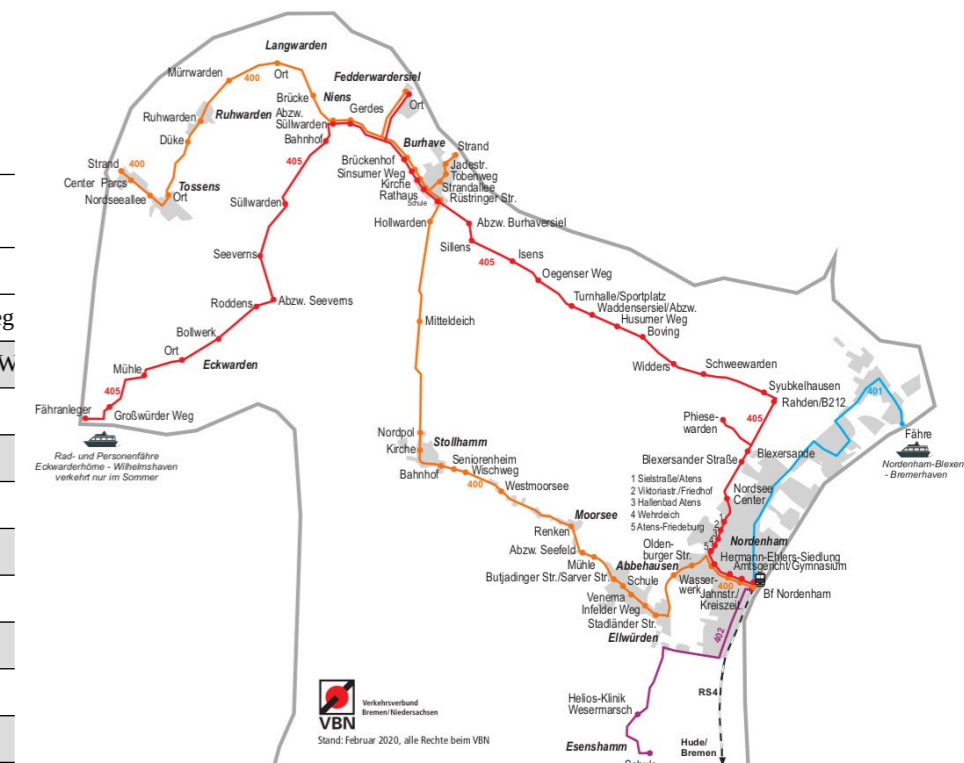 Langwarden
Mürrwarden
400
Ort
Fedderwardersiel
Brücke
Niens
Gerdes
Ort
Ruhwarden
Ruhwarden
Abzw.
Süllwarden
Bahnhof
Düke
Burhave
Strand
405
Strand
400
Brückenhof
Jadestr.
Center Parcs
Tossens
Sinsumer Weg
Tobenweg
Nordseeallee
Ort
Kirche
Strandallee
Rathaus
Rüstringer Str.
Schule
Süllwarden
Hollwarden
Abzw. Burhaversiel
Sillens
Seeverns
405
Isens
Oegenser Weg
Roddens
Abzw. Seeverns
Turnhalle/Sportplatz
Waddensersiel/Abzw.
Husumer Weg
Boving
Mitteldeich
Bollwerk
Ort
Eckwarden
Widders
Schweewarden
Mühle
405
Syubkelhausen
Rahden/B212
401
Fähranleger
Großwürder Weg
405
Phiese-
warden
Fähre
Rad- und Personenfähre
Eckwarderhörne - Wilhelmshaven
verkehrt nur im Sommer
Nordenham-Blexen
- Bremerhaven
Nordpol
Kirche
Stollhamm
Blexersande
Bahnhof
Seniorenheim
Wischweg
Blexersander Straße
400
Westmoorsee
1 Sielstraße/Atens
2 Viktoriastr./Friedhof
3 Hallenbad Atens
4 Wehrdeich
5 Atens-Friedeburg
Nordsee
Center
1
2
3
4
5
Moorsee
Renken
Nordenham
Abzw. Seefeld
Olden-
burger Str.
Hermann-Ehlers-Siedlung
Mühle
Abbehausen
Amtsgericht/Gymnasium
Butjadinger Str./Sarver Str.
Schule
Wasser-
werk
400
Jahnstr./
Kreiszeit.
Bf Nordenham
Venema
Infelder Weg
Stadländer Str.
Ellwürden
402
Helios-Klinik
Wesermarsch
RS4
Esenshamm
Hude/
Bremen
VBN
Verkehrsverbund
Bremen/Niedersachsen
Stand: Februar 2020, alle Rechte beim VBN
eg
W